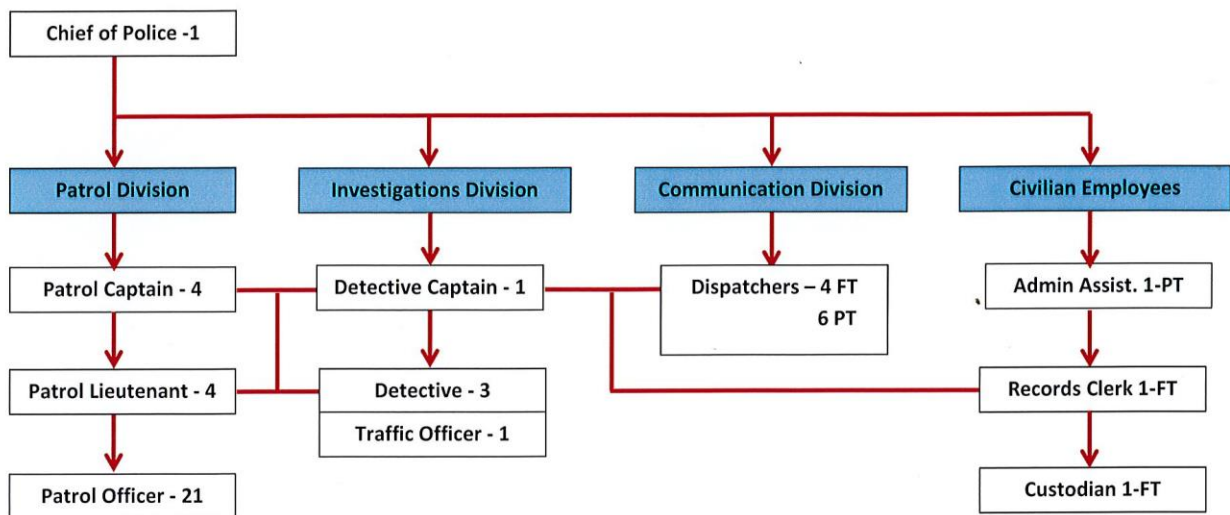 Chief of Police -1
Patrol Division
Investigations Division
Communication Division
Civilian Employees
Patrol Captain - 4
Detective Captain - 1
Dispatchers – 4 FT
6 PT
Admin Assist. 1-PT
Patrol Lieutenant - 4
Detective - 3
Records Clerk 1-FT
Traffic Officer - 1
Patrol Officer - 21
Custodian 1-FT